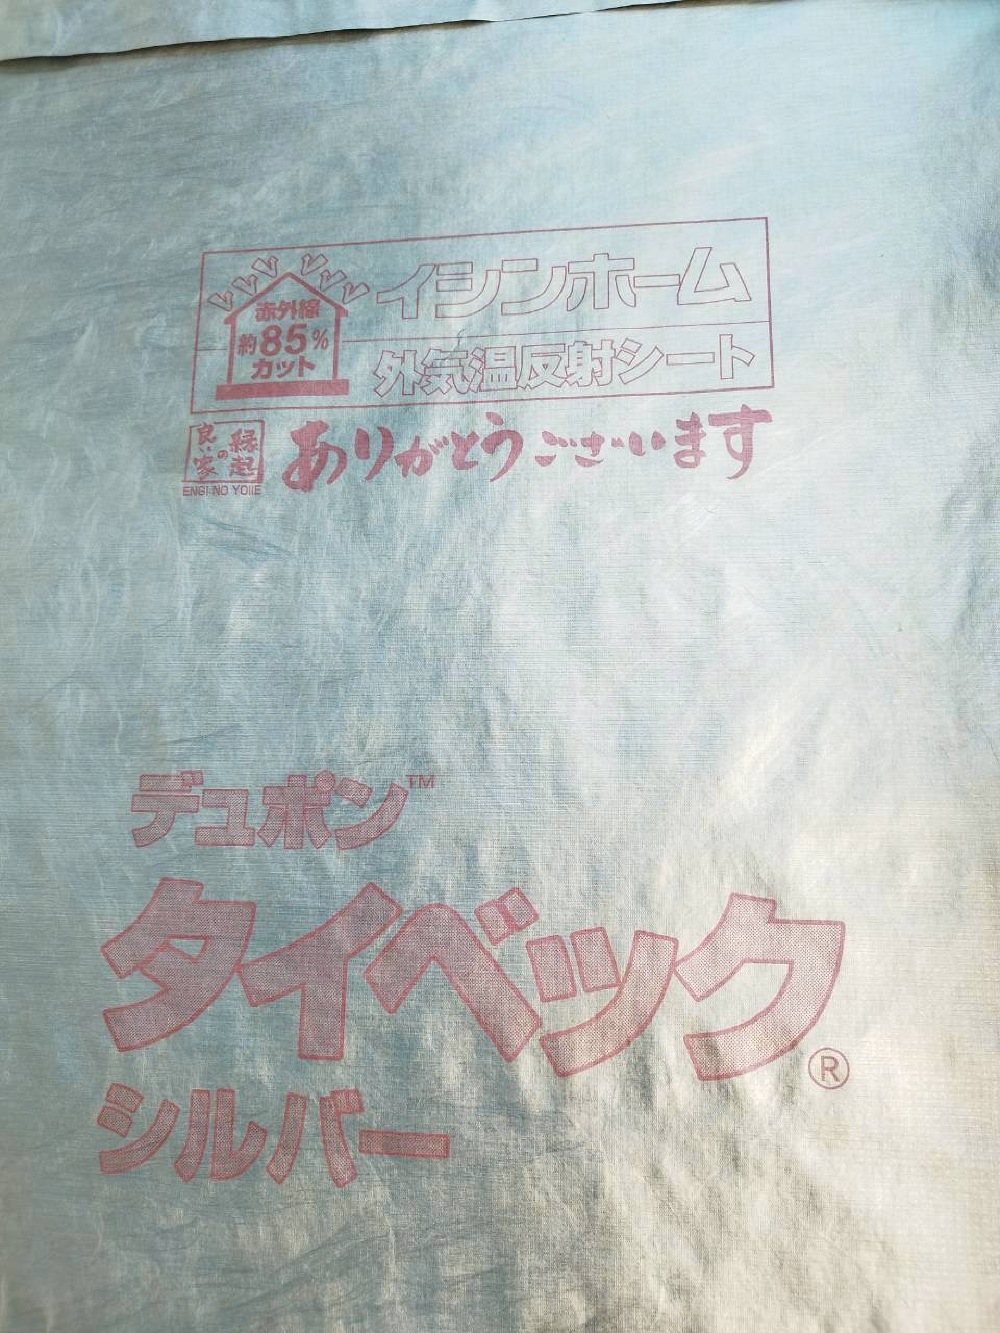 イシンホーム
赤外線
約85%
カット
外気温反射シート
縁起
の
良い家
ENGI NO YOIIE
ありがとうございます
デュポン™
タイベック®
シルバー